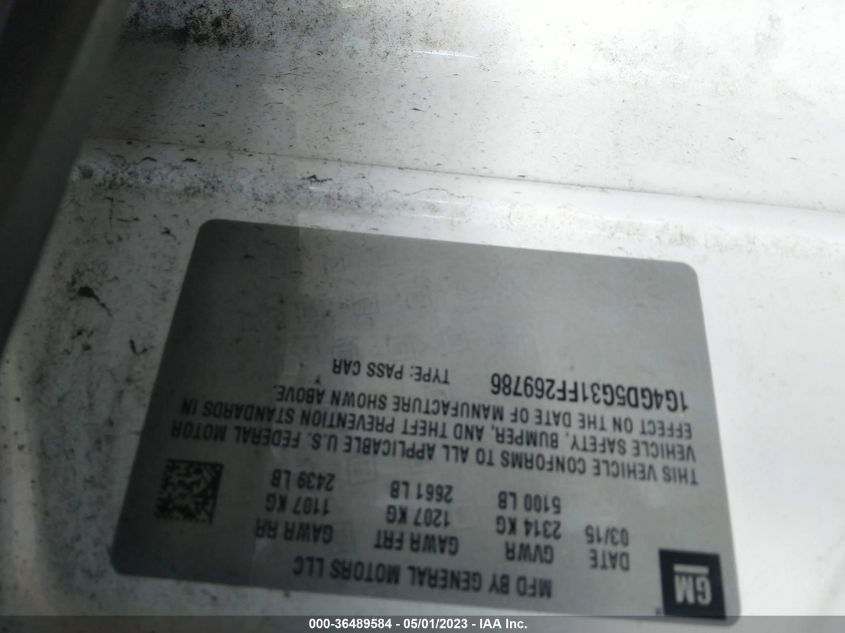 GM
MFD BY GENERAL MOTORS LLC
DATE GVWR GAWR FRT GAWR RR
03/15 2314 KG 1207 KG 1107 KG
5100 LB 2661 LB 2439 LB
THIS VEHICLE CONFORMS TO ALL APPLICABLE U.S. FEDERAL MOTOR
VEHICLE SAFETY, BUMPER, AND THEFT PREVENTION STANDARDS IN
EFFECT ON THE DATE OF MANUFACTURE SHOWN ABOVE.
1G4GD5G31FF269786 TYPE: PASS CAR
000-36489584 - 05/01/2023 - IAA Inc.